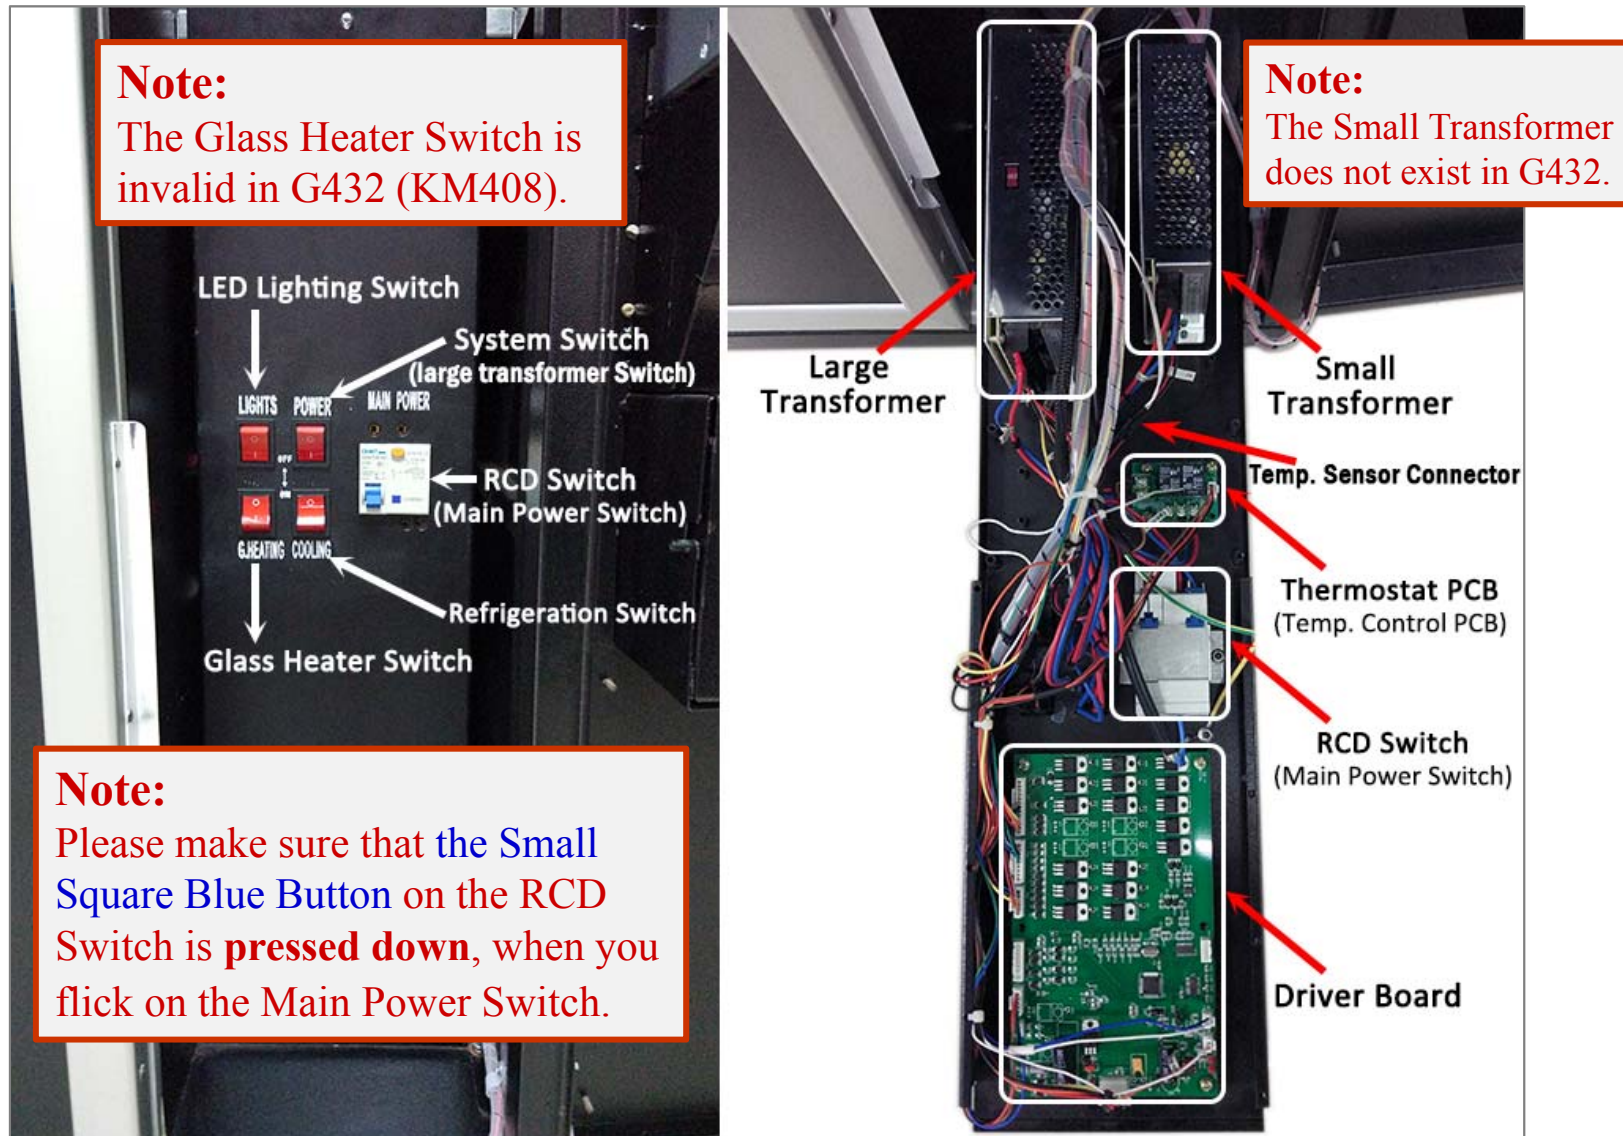 Note:
The Glass Heater Switch is
invalid in G432 (KM408).
LED Lighting Switch
System Switch
(large transformer Switch)
LIGHTS POWER MAIN POWER
OFF
RCD Switch
(Main Power Switch)
G.HEATING COOLING
Refrigeration Switch
Glass Heater Switch
Note:
Please make sure that the Small
Square Blue Button on the RCD
Switch is pressed down, when you
flick on the Main Power Switch.
Note:
The Small Transformer
does not exist in G432.
Large
Transformer
Small
Transformer
Temp. Sensor Connector
Thermostat PCB
(Temp. Control PCB)
RCD Switch
(Main Power Switch)
Driver Board